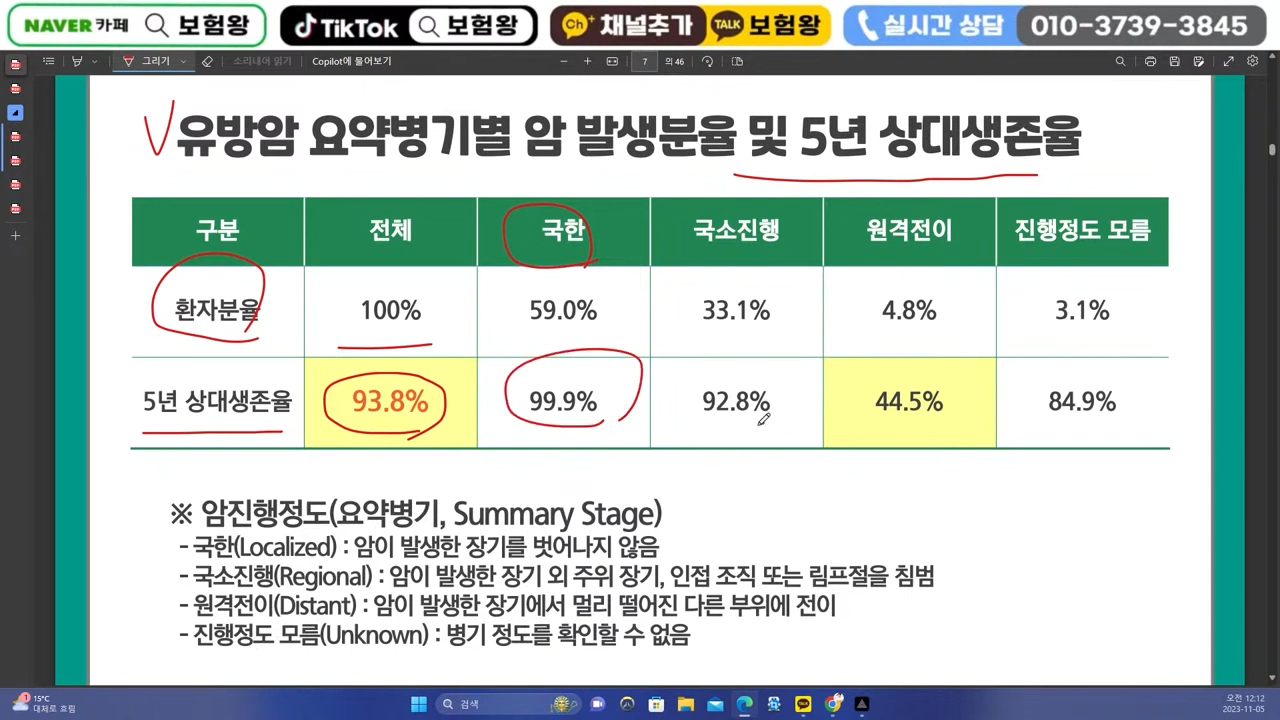 NAVER 카페 보험왕 TikTok 보험왕 Ch+ 채널추가 TALK 보험왕 실시간 상담 010-3739-3845
그리기 소리내어 읽기 Copilot에 물어보기 7 의 46
유방암 요약병기별 암 발생분율 및 5년 상대생존율
구분 전체 국한 국소진행 원격전이 진행정도 모름
환자분율 100% 59.0% 33.1% 4.8% 3.1%
5년 상대생존율 93.8% 99.9% 92.8% 44.5% 84.9%
※ 암진행정도(요약병기, Summary Stage)
- 국한(Localized) : 암이 발생한 장기를 벗어나지 않음
- 국소진행(Regional) : 암이 발생한 장기 외 주위 장기, 인접 조직 또는 림프절을 침범
- 원격전이(Distant) : 암이 발생한 장기에서 멀리 떨어진 다른 부위에 전이
- 진행정도 모름(Unknown) : 병기 정도를 확인할 수 없음
1 15°C 검색 오전 12:12
대체로 흐림 2023-11-05